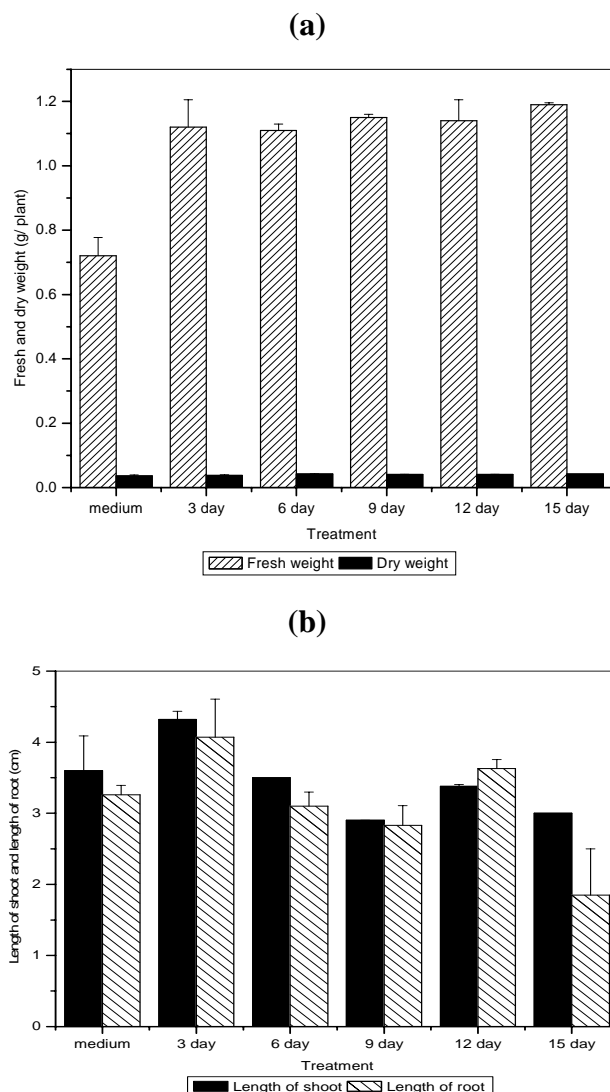 (a)
Fresh and dry weight (g/ plant)
1.2
1.0
0.8
0.6
0.4
0.2
0.0
medium 3 day 6 day 9 day 12 day 15 day
Treatment
Fresh weight Dry weight
(b)
Length of shoot and length of root (cm)
5
4
3
2
1
0
medium 3 day 6 day 9 day 12 day 15 day
Treatment
Length of shoot Length of root